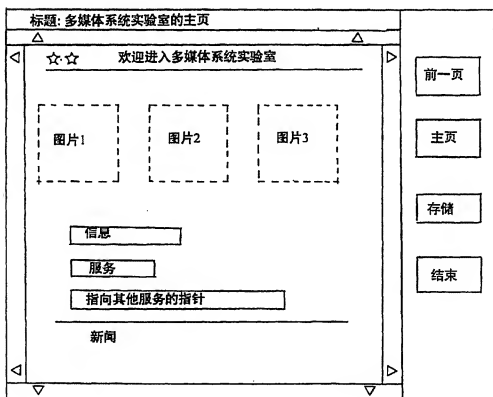 标题: 多媒体系统实验室的主页
☆·☆ 欢迎进入多媒体系统实验室
图片1 图片2 图片3
信息
服务
指向其他服务的指针
新闻
前一页
主页
存储
结束